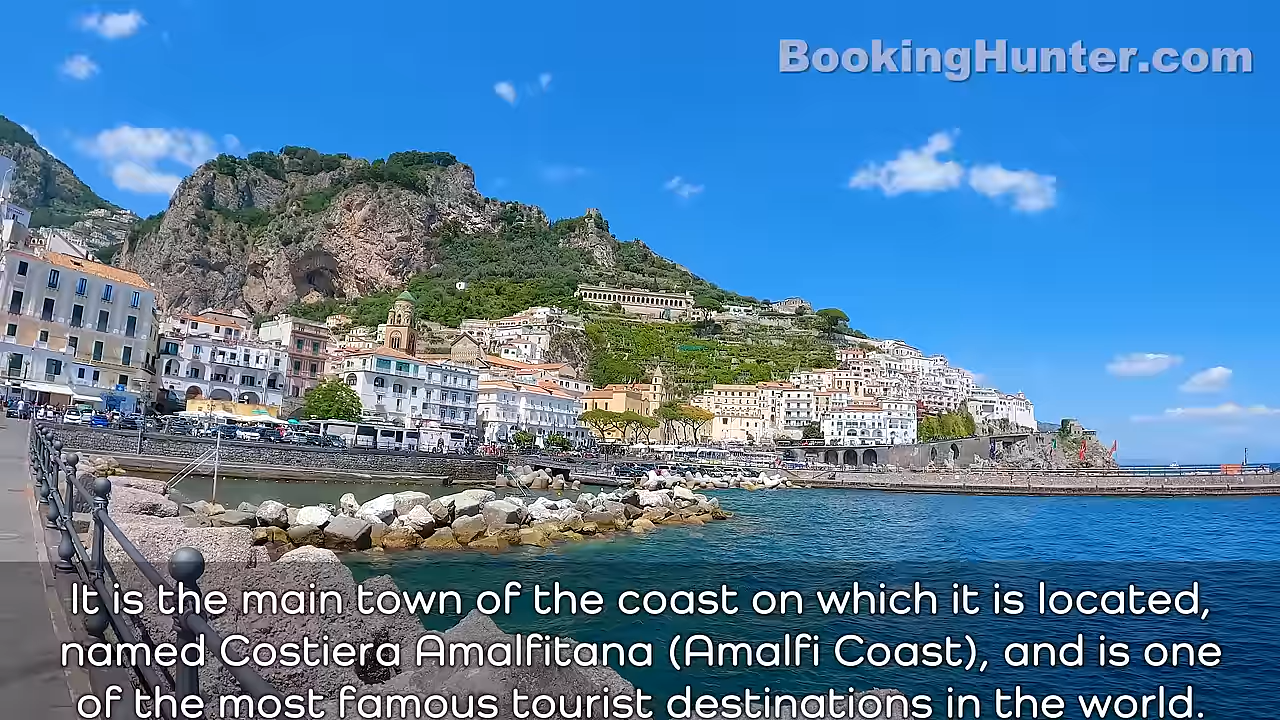 BookingHunter.com
It is the main town of the coast on which it is located,
named Costiera Amalfitana (Amalfi Coast), and is one
of the most famous tourist destinations in the world.